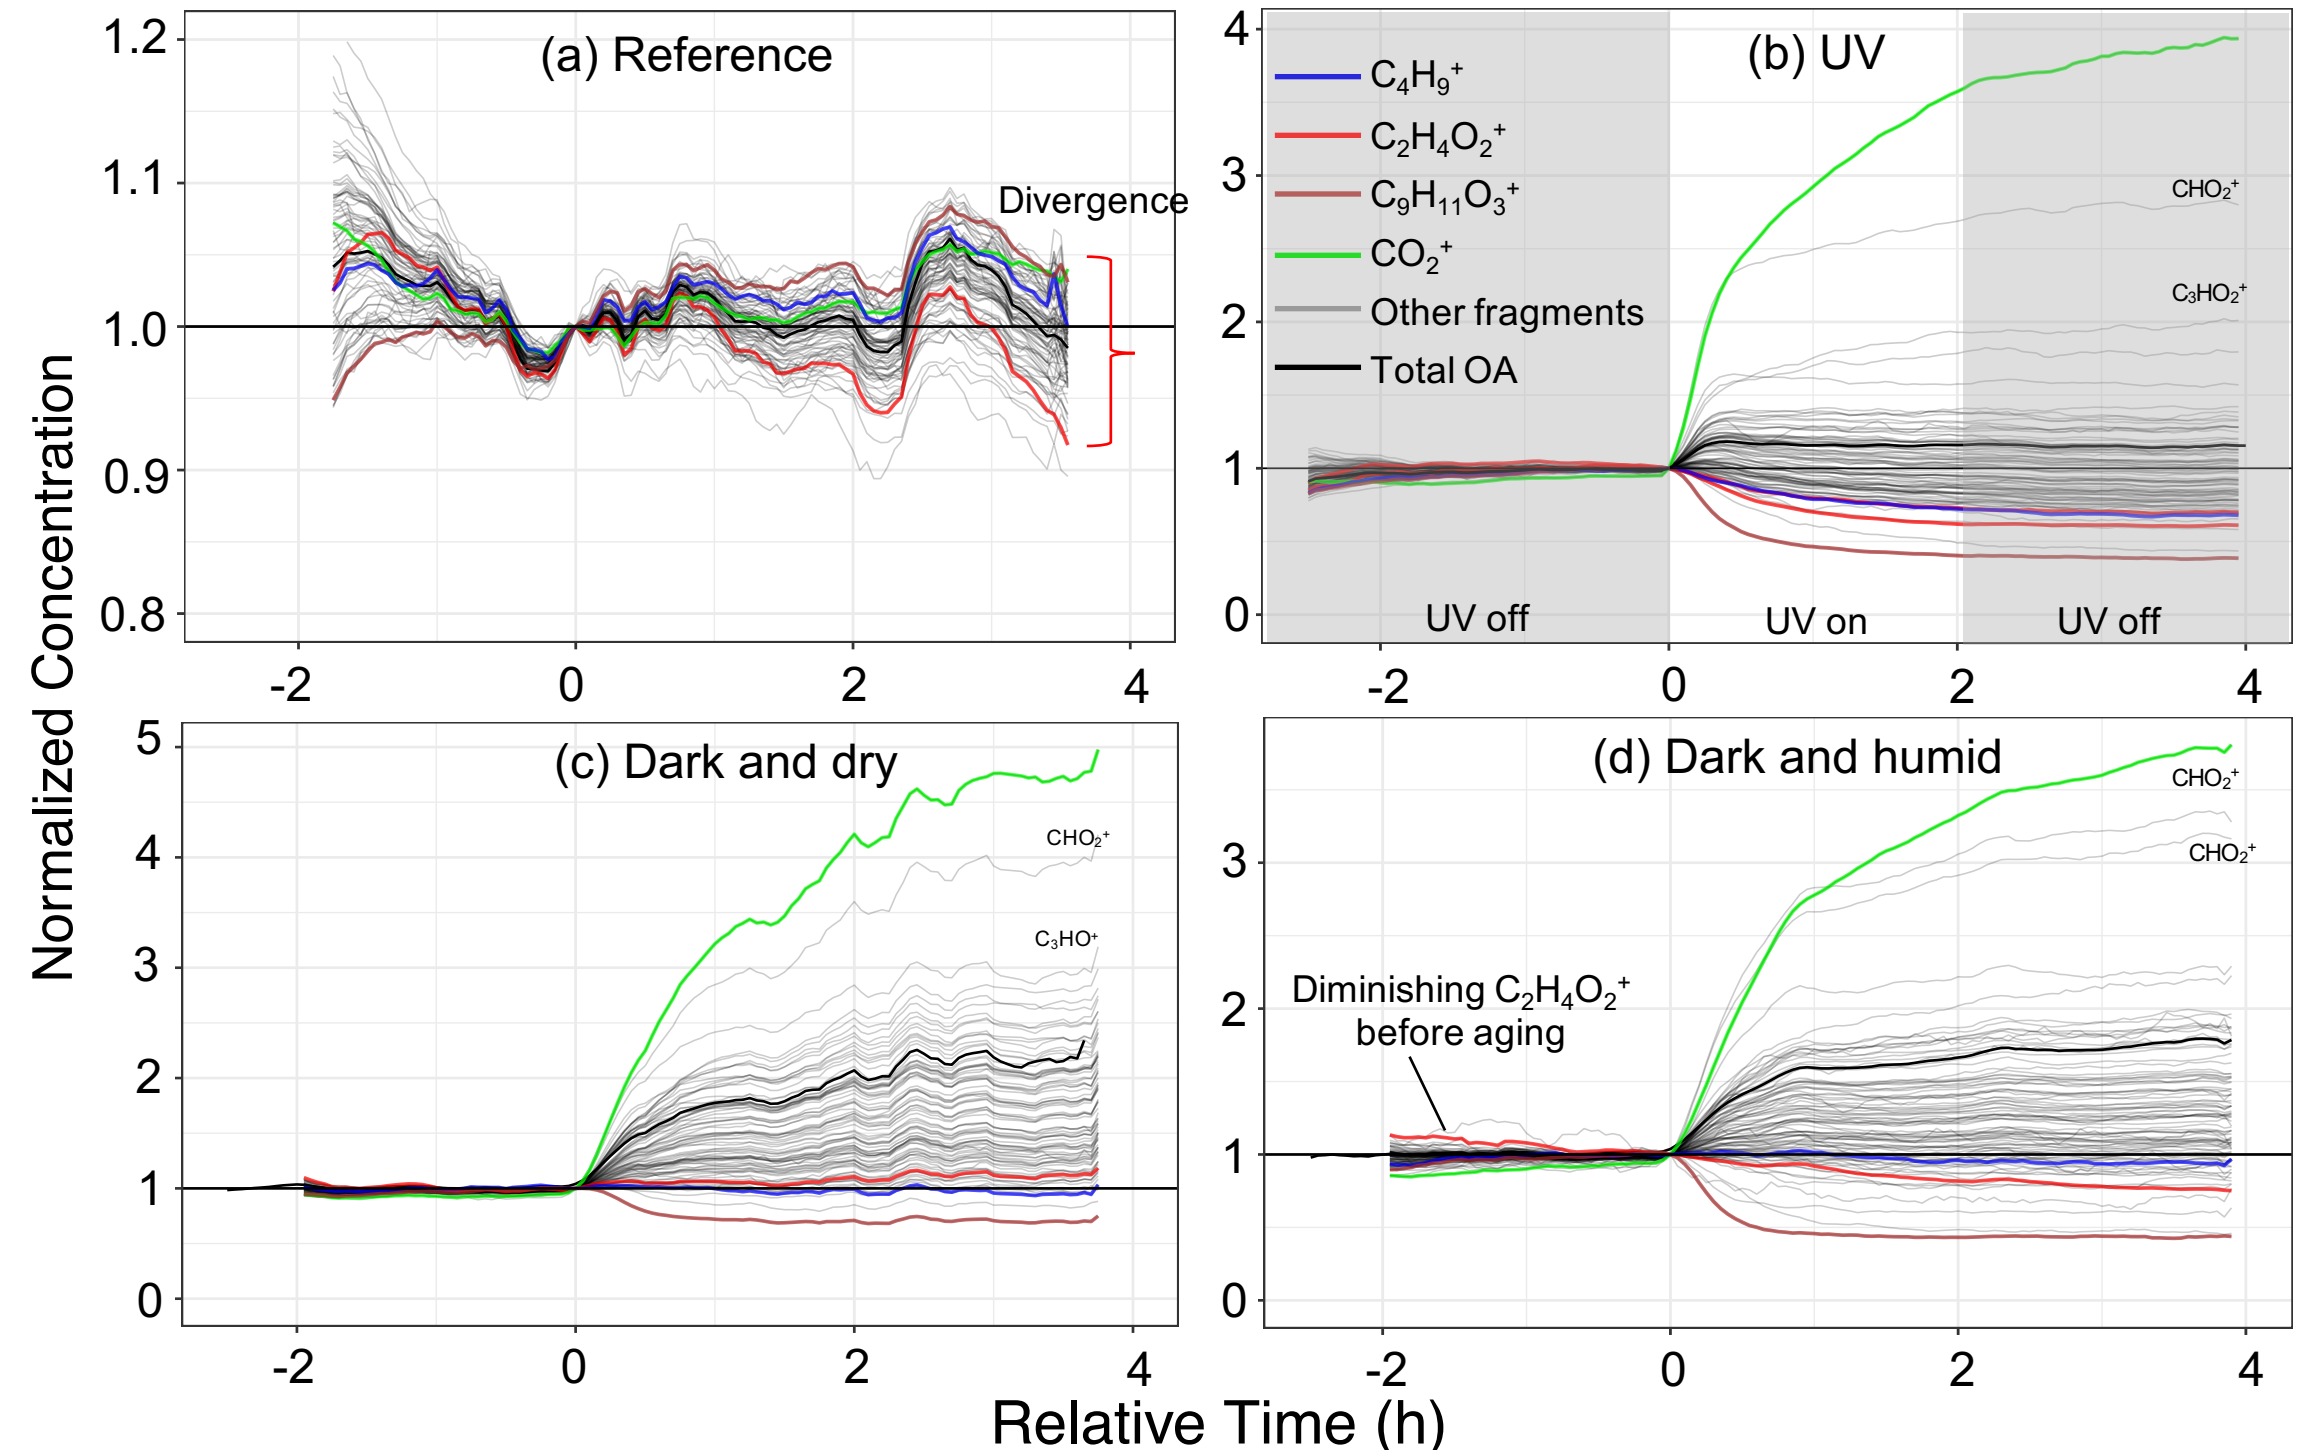 Normalized Concentration
(a) Reference
1.2
1.1
1.0
0.9
0.8
Divergence
-2 0 2 4
(b) UV
4
3
2
1
0
C₄H₉⁺
C₂H₄O₂⁺
C₉H₁₁O₃⁺
CO₂⁺
Other fragments
Total OA
CHO₂⁺
C₃HO₂⁺
UV off UV on UV off
-2 0 2 4
(c) Dark and dry
5
4
3
2
1
0
CHO₂⁺
C₃HO⁺
-2 0 2 4
(d) Dark and humid
3
2
1
0
CHO₂⁺
CHO₂⁺
Diminishing C₂H₄O₂⁺
before aging
-2 0 2 4
Relative Time (h)